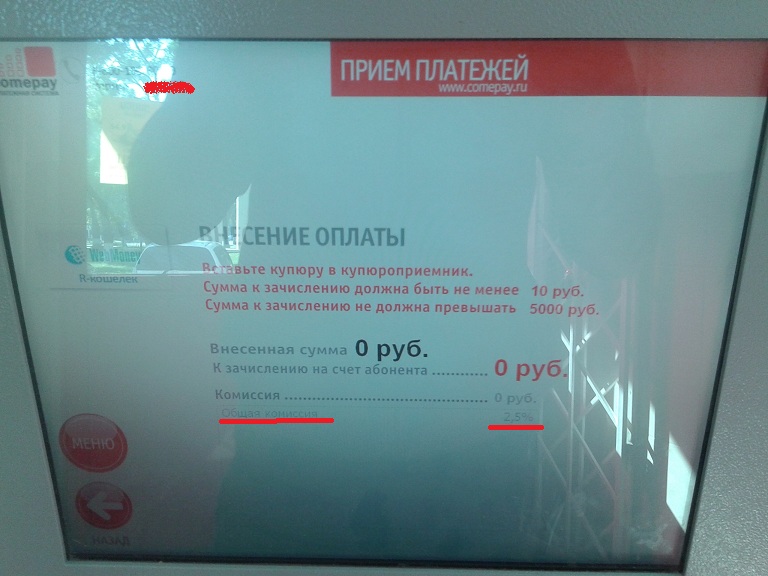 ПРИЕМ ПЛАТЕЖЕЙ
www.comepay.ru
comepay
ВНЕСЕНИЕ ОПЛАТЫ
WebMoney
R-кошелек
Вставьте купюру в купюроприемник.
Сумма к зачислению должна быть не менее 10 руб.
Сумма к зачислению не должна превышать 5000 руб.
Внесенная сумма 0 руб.
К зачислению на счет абонента ............ 0 руб.
Комиссия ........................................... 0 руб.
Общая комиссия 2,5%
МЕНЮ
НАЗАД